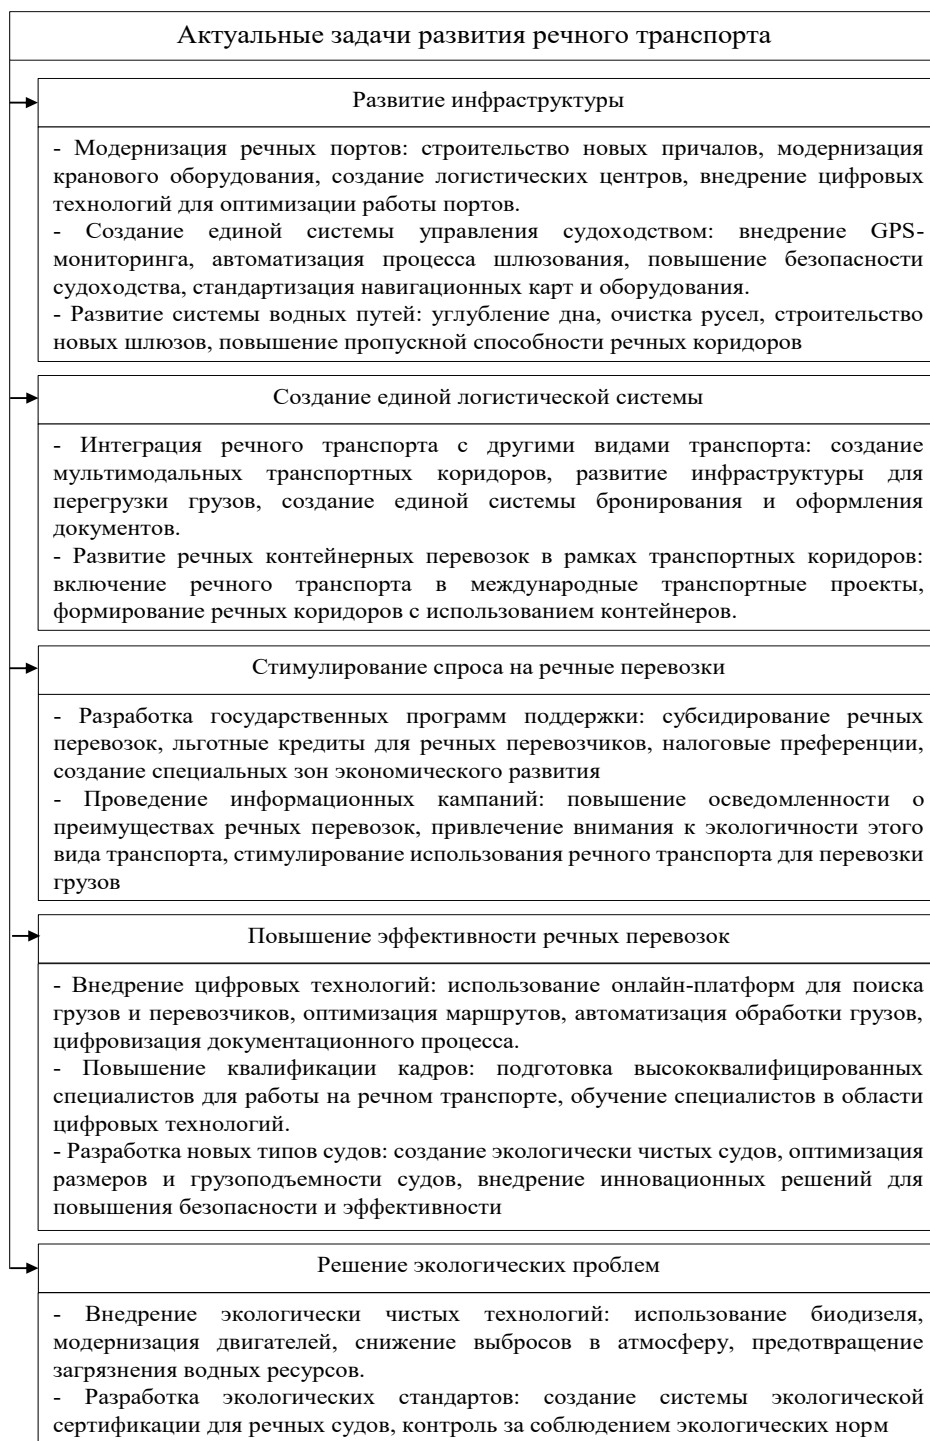 Актуальные задачи развития речного транспорта
Развитие инфраструктуры
- Модернизация речных портов: строительство новых причалов, модернизация
кранового оборудования, создание логистических центров, внедрение цифровых
технологий для оптимизации работы портов.
- Создание единой системы управления судоходством: внедрение GPS-
мониторинга, автоматизация процесса шлюзования, повышение безопасности
судоходства, стандартизация навигационных карт и оборудования.
- Развитие системы водных путей: углубление дна, очистка русел, строительство
новых шлюзов, повышение пропускной способности речных коридоров
Создание единой логистической системы
- Интеграция речного транспорта с другими видами транспорта: создание
мультимодальных транспортных коридоров, развитие инфраструктуры для
перегрузки грузов, создание единой системы бронирования и оформления
документов.
- Развитие речных контейнерных перевозок в рамках транспортных коридоров:
включение речного транспорта в международные транспортные проекты,
формирование речных коридоров с использованием контейнеров.
Стимулирование спроса на речные перевозки
- Разработка государственных программ поддержки: субсидирование речных
перевозок, льготные кредиты для речных перевозчиков, налоговые преференции,
создание специальных зон экономического развития
- Проведение информационных кампаний: повышение осведомленности о
преимуществах речных перевозок, привлечение внимания к экологичности этого
вида транспорта, стимулирование использования речного транспорта для перевозки
грузов
Повышение эффективности речных перевозок
- Внедрение цифровых технологий: использование онлайн-платформ для поиска
грузов и перевозчиков, оптимизация маршрутов, автоматизация обработки грузов,
цифровизация документационного процесса.
- Повышение квалификации кадров: подготовка высококвалифицированных
специалистов для работы на речном транспорте, обучение специалистов в области
цифровых технологий.
- Разработка новых типов судов: создание экологически чистых судов, оптимизация
размеров и грузоподъемности судов, внедрение инновационных решений для
повышения безопасности и эффективности
Решение экологических проблем
- Внедрение экологически чистых технологий: использование биодизеля,
модернизация двигателей, снижение выбросов в атмосферу, предотвращение
загрязнения водных ресурсов.
- Разработка экологических стандартов: создание системы экологической
сертификации для речных судов, контроль за соблюдением экологических норм